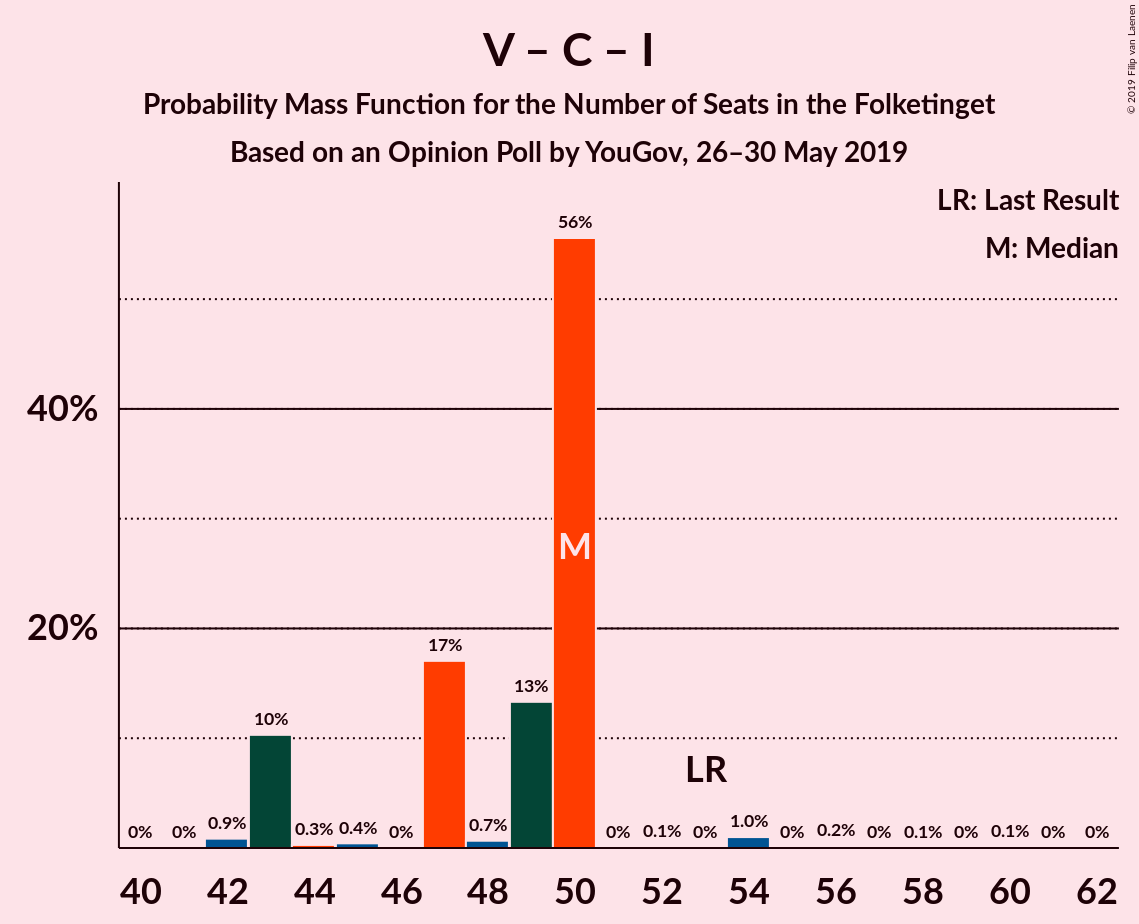 V – C – I
Probability Mass Function for the Number of Seats in the Folketinget
Based on an Opinion Poll by YouGov, 26–30 May 2019
© 2019 Filip van Laenen
LR: Last Result
M: Median
56%
40%
M
20%
17%
13%
10%
LR
0% 0% 0.9% 0.3% 0.4% 0% 0.7% 0% 0.1% 0% 1.0% 0% 0.2% 0% 0.1% 0% 0.1% 0% 0%
40 42 44 46 48 50 52 54 56 58 60 62